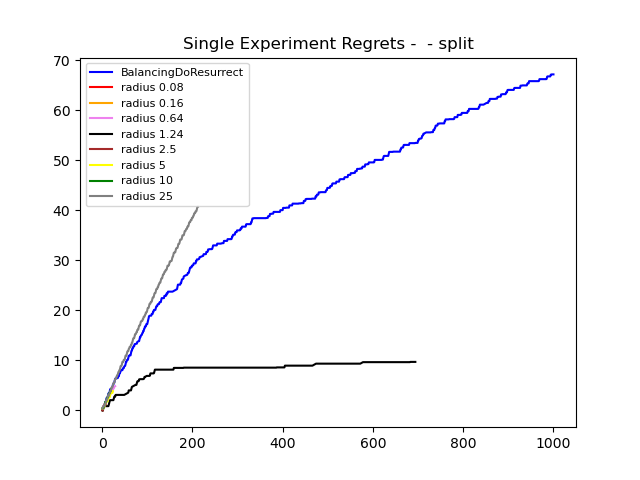 Single Experiment Regrets -  - split
70
60
50
40
30
20
10
0
BalancingDoResurrect
radius 0.08
radius 0.16
radius 0.64
radius 1.24
radius 2.5
radius 5
radius 10
radius 25
0
200
400
600
800
1000